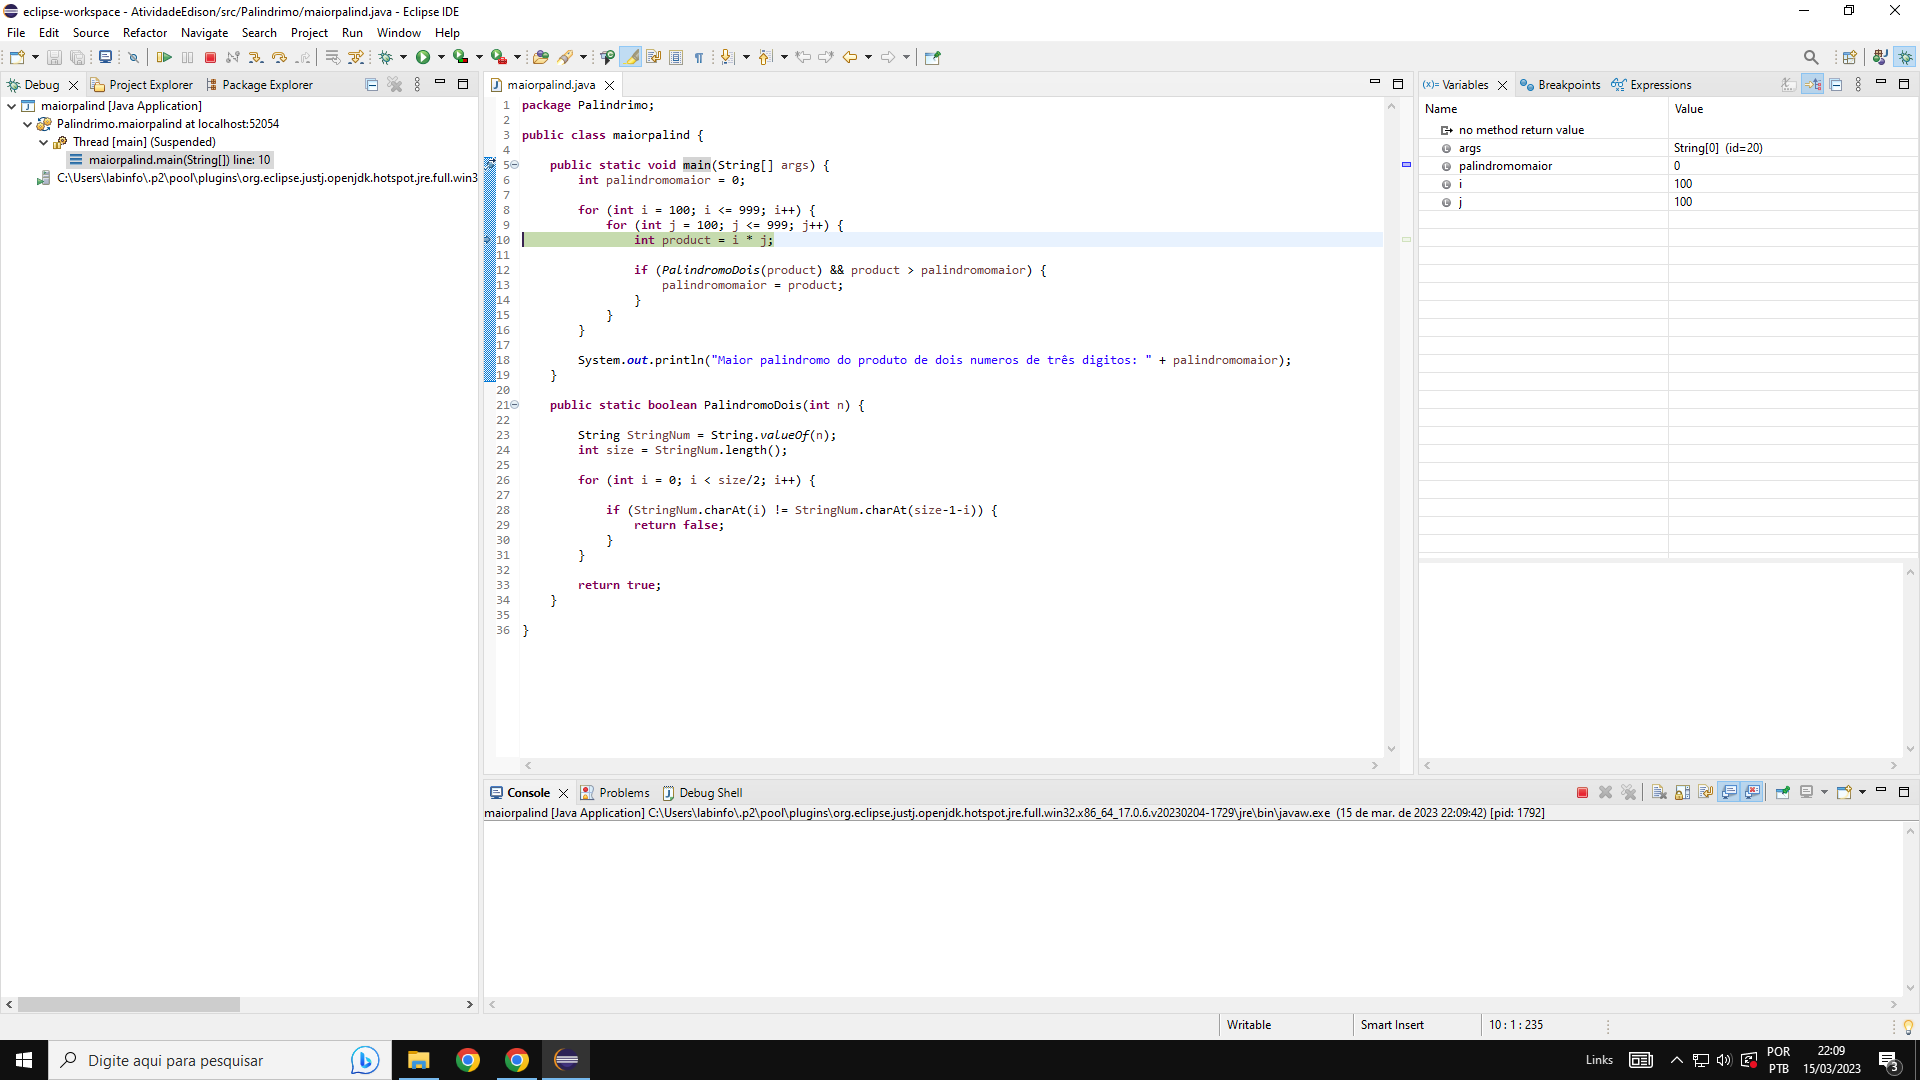 eclipse-workspace - AtividadeEdison/src/Palindrimo/maiorpalind.java - Eclipse IDE
File Edit Source Refactor Navigate Search Project Run Window Help
Debug Project Explorer Package Explorer
maiorpalind [Java Application]
Palindrimo.maiorpalind at localhost:52054
Thread [main] (Suspended)
maiorpalind.main(String[]) line: 10
C:\Users\labinfo\.p2\pool\plugins\org.eclipse.justj.openjdk.hotspot.jre.full.win3
maiorpalind.java
1 package Palindrimo;
2
3 public class maiorpalind {
4
5 public static void main(String[] args) {
6 int palindromomaior = 0;
7
8 for (int i = 100; i <= 999; i++) {
9 for (int j = 100; j <= 999; j++) {
10 int product = i * j;
11
12 if (PalindromoDois(product) && product > palindromomaior) {
13 palindromomaior = product;
14 }
15 }
16 }
17
18 System.out.println("Maior palindromo do produto de dois numeros de três digitos: " + palindromomaior);
19 }
20
21 public static boolean PalindromoDois(int n) {
22
23 String StringNum = String.valueOf(n);
24 int size = StringNum.length();
25
26 for (int i = 0; i < size/2; i++) {
27
28 if (StringNum.charAt(i) != StringNum.charAt(size-1-i)) {
29 return false;
30 }
31 }
32
33 return true;
34 }
35
36 }
(x)= Variables Breakpoints Expressions
Name Value
no method return value
args String[0] (id=20)
palindromomaior 0
i 100
j 100
Console Problems Debug Shell
maiorpalind [Java Application] C:\Users\labinfo\.p2\pool\plugins\org.eclipse.justj.openjdk.hotspot.jre.full.win32.x86_64_17.0.6.v20230204-1729\jre\bin\javaw.exe (15 de mar. de 2023 22:09:42) [pid: 1792]
Writable Smart Insert 10 : 1 : 235
Digite aqui para pesquisar
Links
POR
PTB
22:09
15/03/2023
3